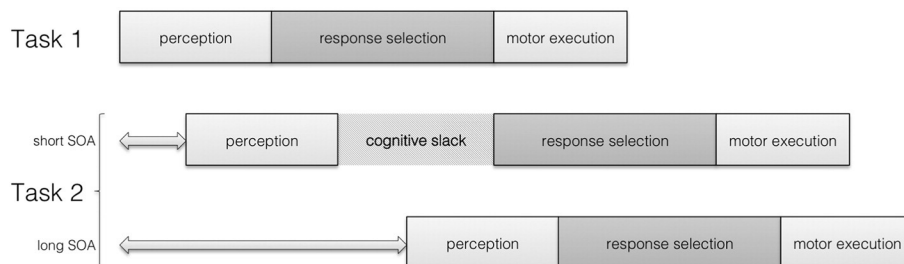 Task 1
perception
response selection
motor execution
short SOA
perception
cognitive slack
response selection
motor execution
Task 2
long SOA
perception
response selection
motor execution